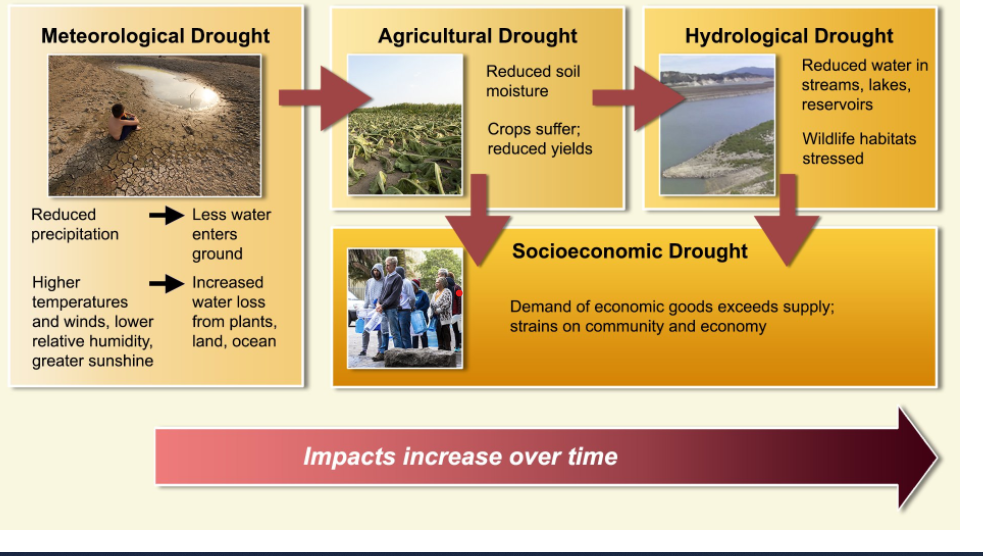 Meteorological Drought
Reduced
precipitation
Less water
enters
ground
Higher
temperatures
and winds, lower
relative humidity,
greater sunshine
Increased
water loss
from plants,
land, ocean
Agricultural Drought
Reduced soil
moisture
Crops suffer;
reduced yields
Hydrological Drought
Reduced water in
streams, lakes,
reservoirs
Wildlife habitats
stressed
Socioeconomic Drought
Demand of economic goods exceeds supply;
strains on community and economy
Impacts increase over time